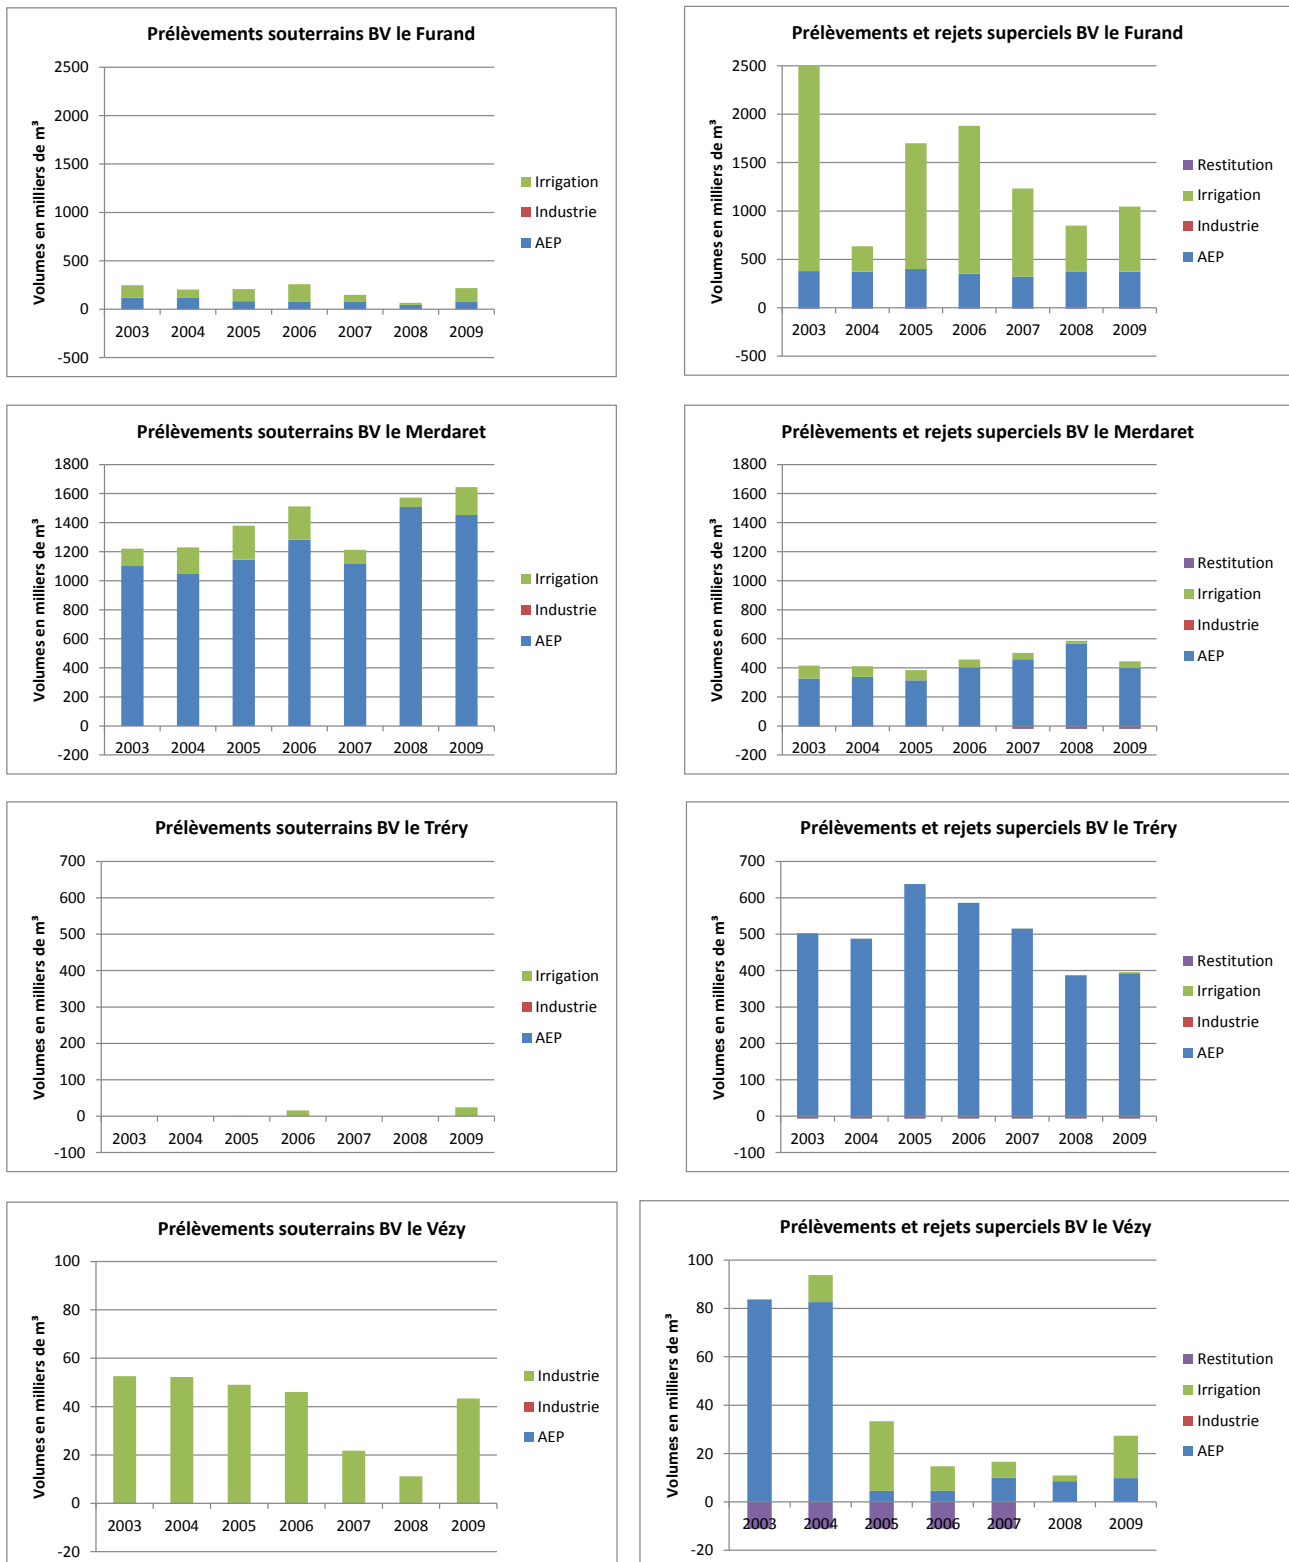 Prélèvements souterrains BV le Furand
Volumes en milliers de m³
2500
2000
1500
1000
500
0
-500
2003 2004 2005 2006 2007 2008 2009
Irrigation
Industrie
AEP
Prélèvements et rejets superciels BV le Furand
Volumes en milliers de m³
2500
2000
1500
1000
500
0
-500
2003 2004 2005 2006 2007 2008 2009
Restitution
Irrigation
Industrie
AEP
Prélèvements souterrains BV le Merdaret
Volumes en milliers de m³
1800
1600
1400
1200
1000
800
600
400
200
0
-200
2003 2004 2005 2006 2007 2008 2009
Irrigation
Industrie
AEP
Prélèvements et rejets superciels BV le Merdaret
Volumes en milliers de m³
1800
1600
1400
1200
1000
800
600
400
200
0
-200
2003 2004 2005 2006 2007 2008 2009
Restitution
Irrigation
Industrie
AEP
Prélèvements souterrains BV le Tréry
Volumes en milliers de m³
700
600
500
400
300
200
100
0
-100
2003 2004 2005 2006 2007 2008 2009
Irrigation
Industrie
AEP
Prélèvements et rejets superciels BV le Tréry
Volumes en milliers de m³
700
600
500
400
300
200
100
0
-100
2003 2004 2005 2006 2007 2008 2009
Restitution
Irrigation
Industrie
AEP
Prélèvements souterrains BV le Vézy
Volumes en milliers de m³
100
80
60
40
20
0
-20
2003 2004 2005 2006 2007 2008 2009
Industrie
Industrie
AEP
Prélèvements et rejets superciels BV le Vézy
Volumes en milliers de m³
100
80
60
40
20
0
-20
2003 2004 2005 2006 2007 2008 2009
Restitution
Irrigation
Industrie
AEP